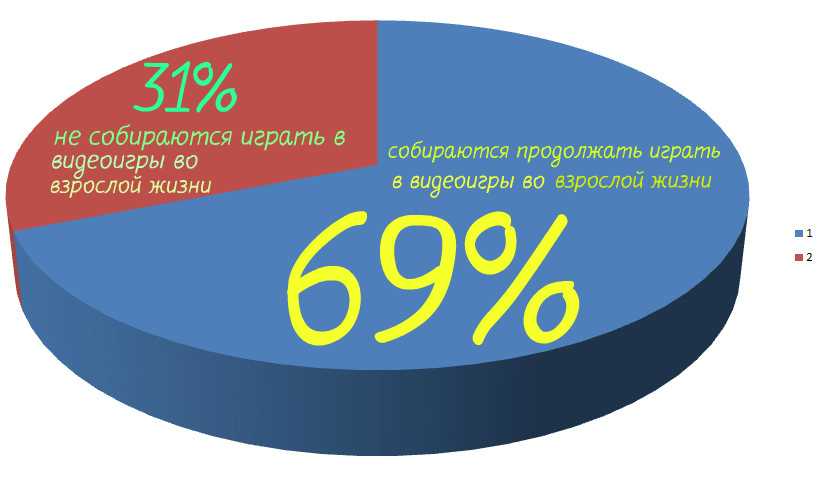 31%
не собираются играть в
видеоигры во
взрослой жизни
собираются продолжать играть
в видеоигры во взрослой жизни
69%
1
2